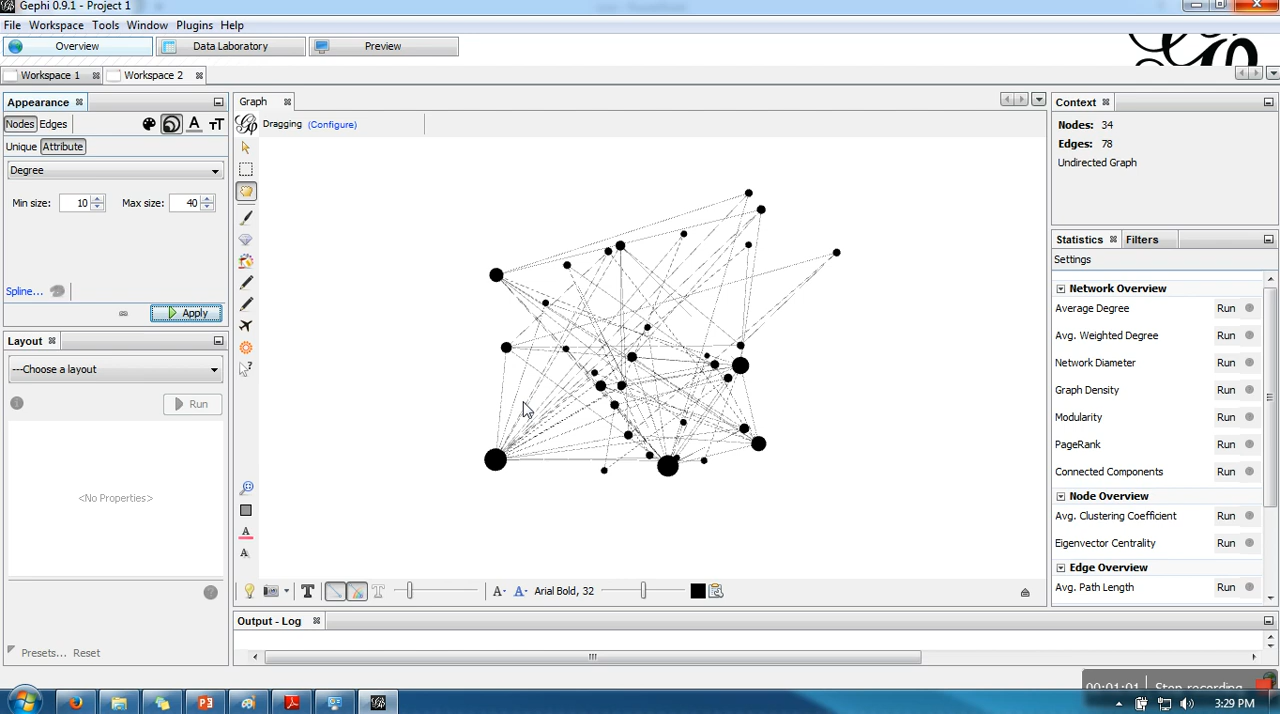 Gephi 0.9.1 - Project 1
File Workspace Tools Window Plugins Help
Overview Data Laboratory Preview
Workspace 1 Workspace 2
Appearance
Nodes Edges
Unique Attribute
Degree
Min size: 10 Max size: 40
Spline...
Apply
Layout
---Choose a layout
Run
<No Properties>
Presets... Reset
Graph
Dragging (Configure)
Arial Bold, 32
Output - Log
Context
Nodes: 34
Edges: 78
Undirected Graph
Statistics Filters
Settings
Network Overview
Average Degree Run
Avg. Weighted Degree Run
Network Diameter Run
Graph Density Run
Modularity Run
PageRank Run
Connected Components Run
Node Overview
Avg. Clustering Coefficient Run
Eigenvector Centrality Run
Edge Overview
Avg. Path Length Run
00:01:01 Stop recording
3:29 PM